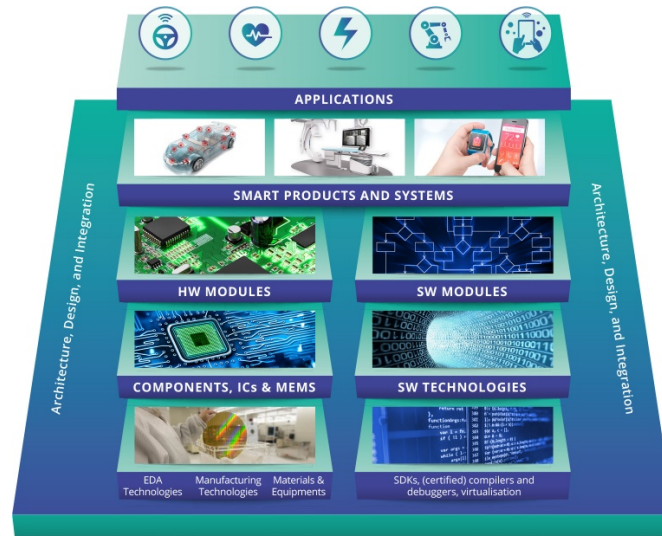 APPLICATIONS
SMART PRODUCTS AND SYSTEMS
Architecture, Design, and Integration
Architecture, Design, and Integration
HW MODULES
SW MODULES
COMPONENTS, ICs & MEMS
SW TECHNOLOGIES
EDA
Technologies
Manufacturing
Technologies
Materials &
Equipments
SDKs, (certified) compilers and
debuggers, virtualisation